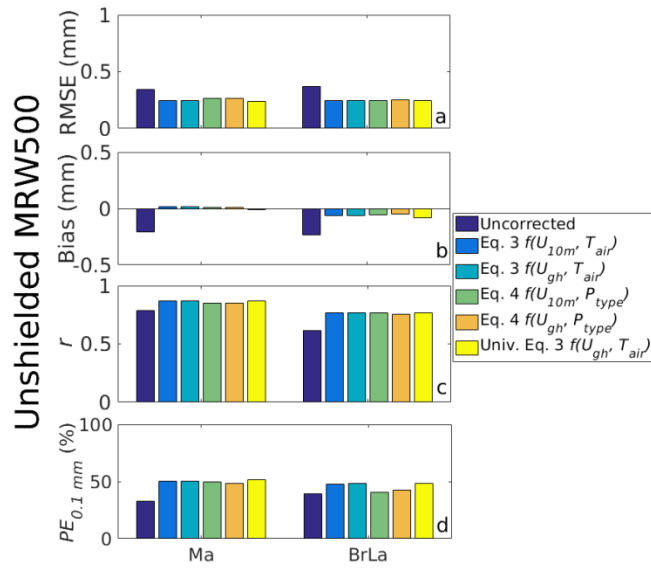 Unshielded MRW500
1
0.5
0
RMSE (mm)
a
0.5
0
-0.5
Bias (mm)
b
1
0.5
0
r
c
100
50
0
PE0.1 mm (%)
d
Ma BrLa
Uncorrected
Eq. 3 f(U10m, Tair)
Eq. 3 f(Ugh, Tair)
Eq. 4 f(U10m, Ptype)
Eq. 4 f(Ugh, Ptype)
Univ. Eq. 3 f(Ugh, Tair)